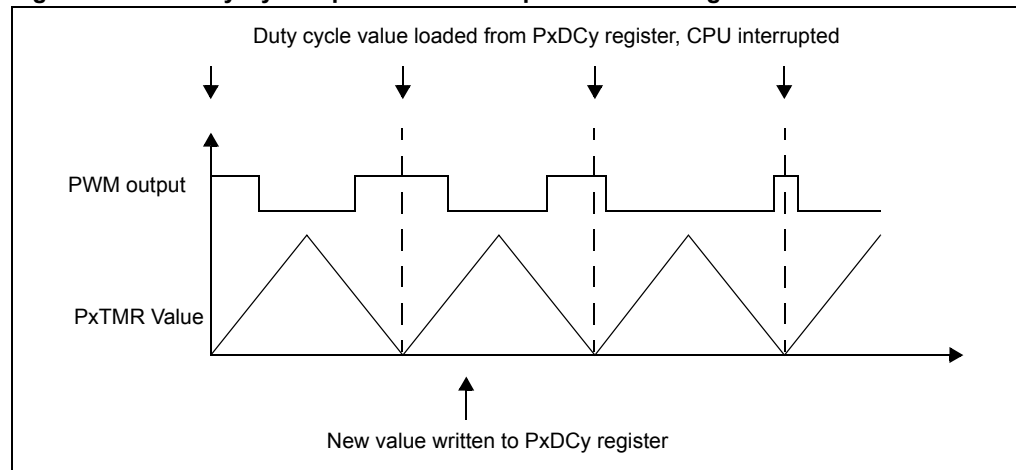 Duty cycle value loaded from PxDCy register, CPU interrupted
PWM output
PxTMR Value
New value written to PxDCy register